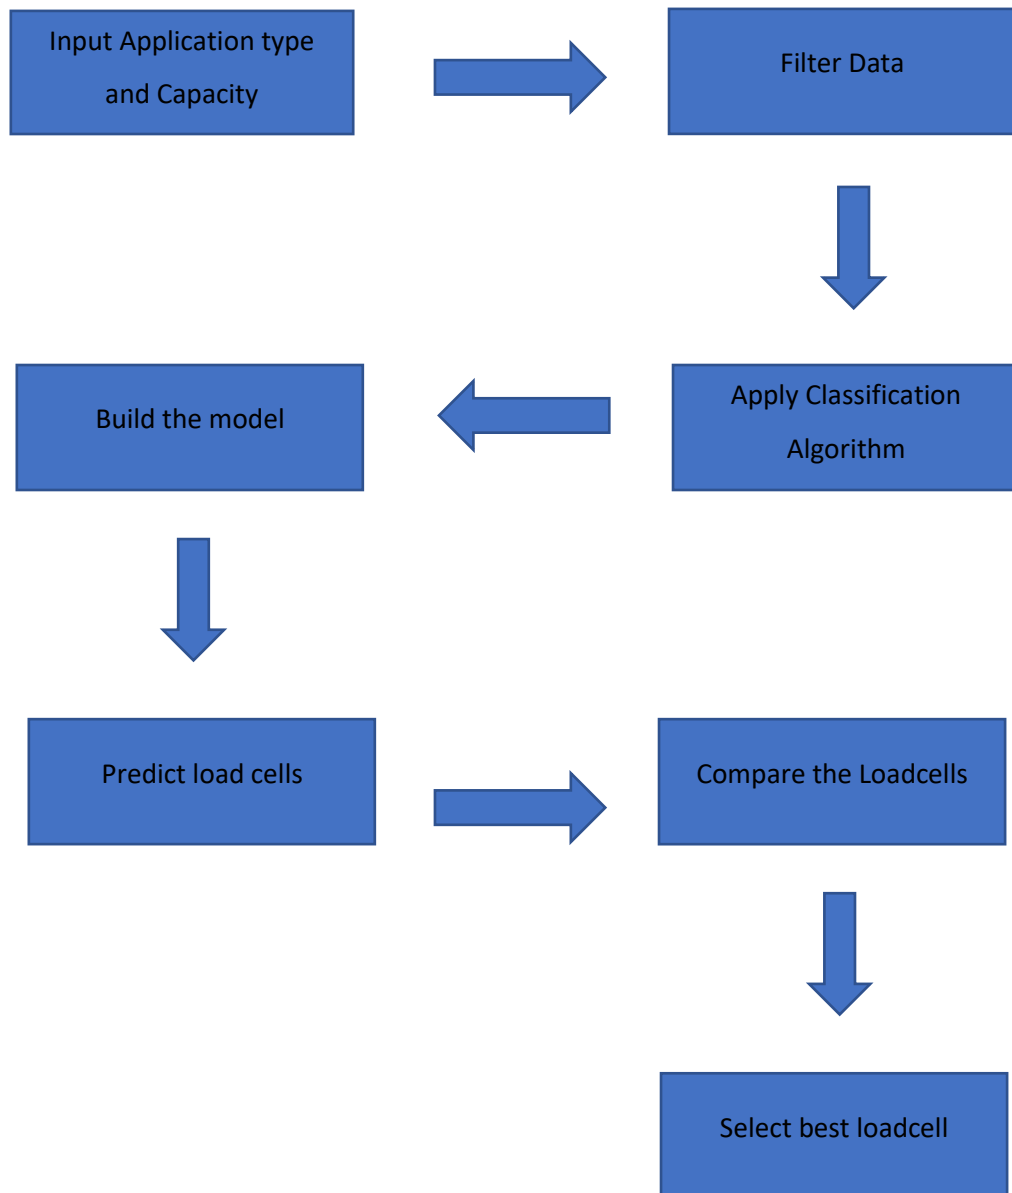 Input Application type
and Capacity
Filter Data
Apply Classification
Algorithm
Build the model
Predict load cells
Compare the Loadcells
Select best loadcell